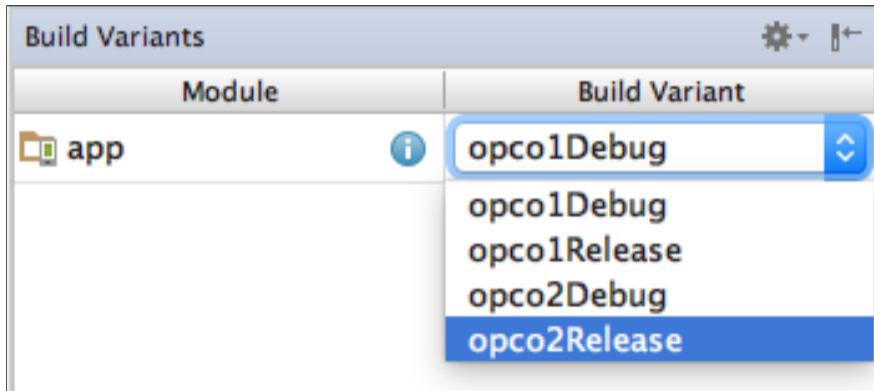 Build Variants
Module Build Variant
app opco1Debug
opco1Debug
opco1Release
opco2Debug
opco2Release